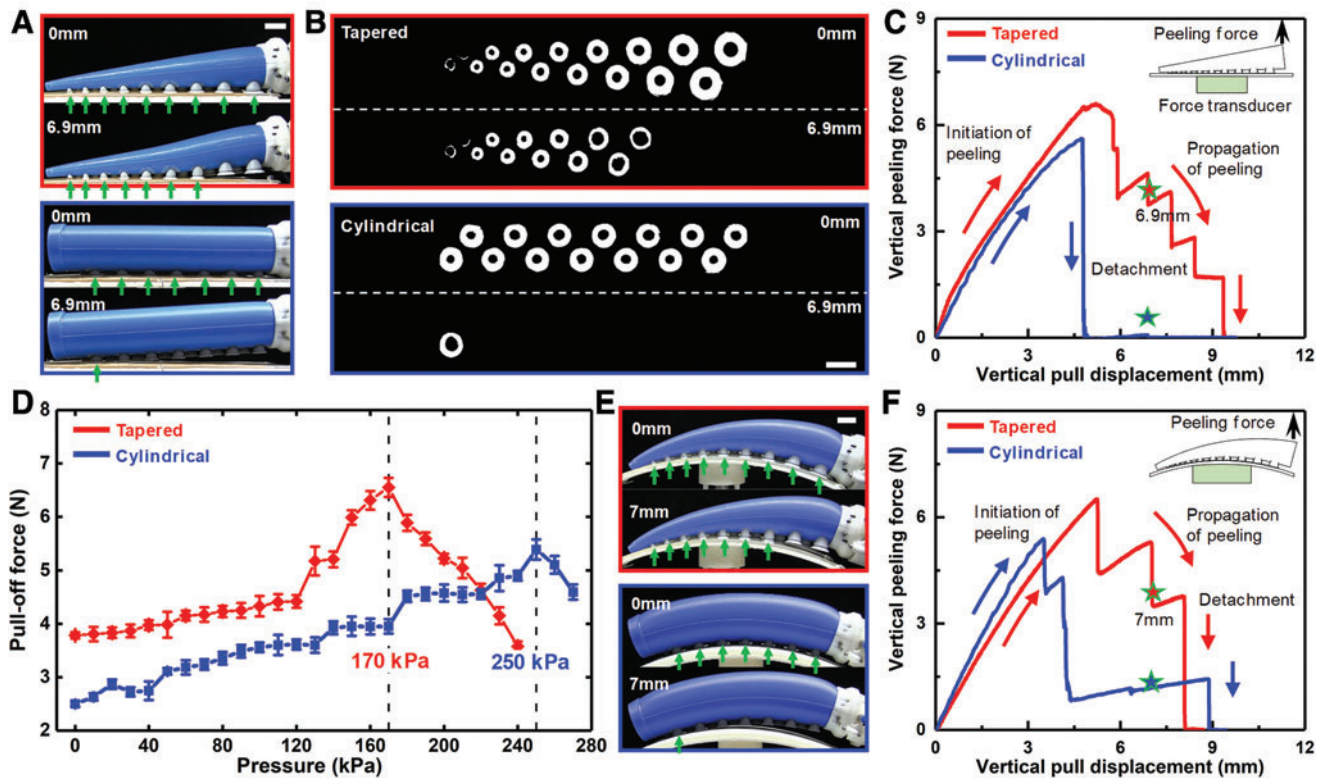 A
0mm
6.9mm
0mm
6.9mm
B
Tapered
0mm
6.9mm
Cylindrical
0mm
6.9mm
C
Vertical peeling force (N)
9
6
3
0
Tapered
Cylindrical
Peeling force
Force transducer
Initiation of
peeling
Propagation
of peeling
6.9mm
Detachment
0
3
6
9
12
Vertical pull displacement (mm)
D
Pull-off force (N)
8
7
6
5
4
3
2
Tapered
Cylindrical
170 kPa
250 kPa
0
40
80
120
160
200
240
280
Pressure (kPa)
E
0mm
7mm
0mm
7mm
F
Vertical peeling force (N)
9
6
3
0
Tapered
Cylindrical
Peeling force
Initiation of
peeling
Propagation
of peeling
7mm
Detachment
0
3
6
9
12
Vertical pull displacement (mm)